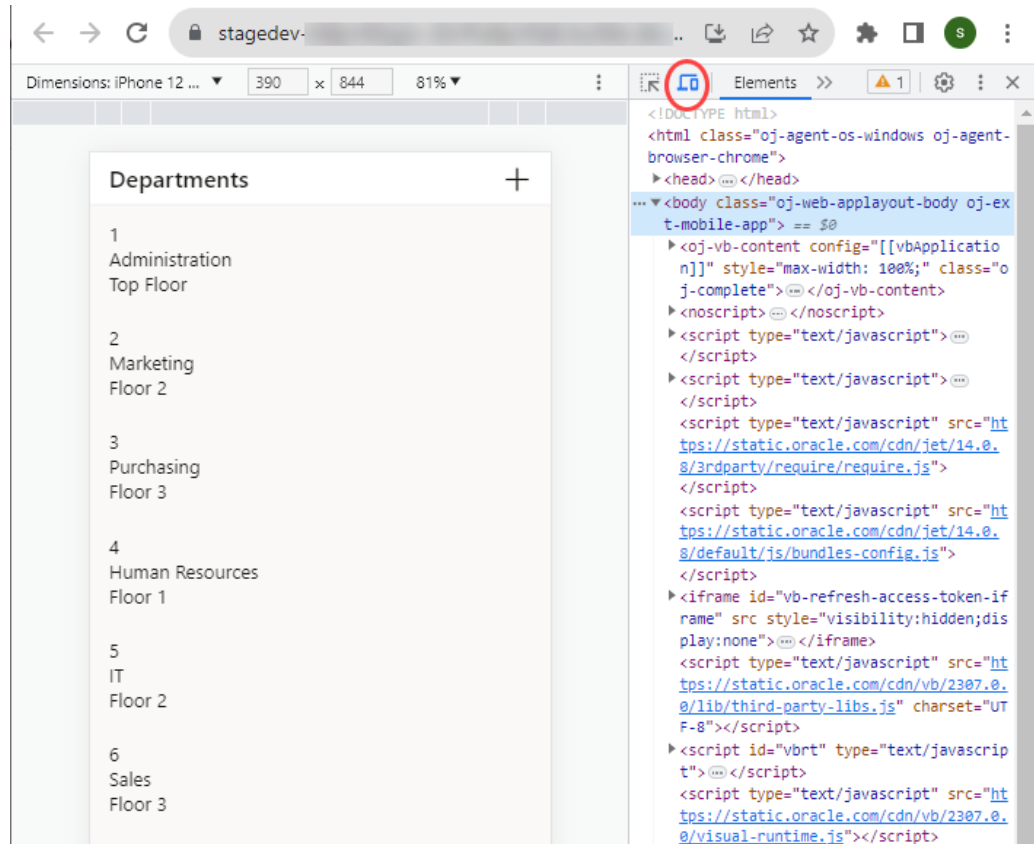 stagedev-
..
S
Dimensions: iPhone 12 ... ▼ 390 x 844 81% ▼
Elements >> 1
Departments
1
Administration
Top Floor
2
Marketing
Floor 2
3
Purchasing
Floor 3
4
Human Resources
Floor 1
5
IT
Floor 2
6
Sales
Floor 3
<!DOCTYPE html>
<html class="oj-agent-os-windows oj-agent-
browser-chrome">
▶<head>…</head>
… ▼<body class="oj-web-applayout-body oj-ex
t-mobile-app"> == $0
▶<oj-vb-content config="[[vbApplicatio
n]]" style="max-width: 100%;" class="o
j-complete">…</oj-vb-content>
▶<noscript>…</noscript>
▶<script type="text/javascript">…
</script>
▶<script type="text/javascript">…
</script>
<script type="text/javascript" src="ht
tps://static.oracle.com/cdn/jet/14.0.
8/3rdparty/require/require.js">
</script>
<script type="text/javascript" src="ht
tps://static.oracle.com/cdn/jet/14.0.
8/default/js/bundles-config.js">
</script>
▶<iframe id="vb-refresh-access-token-if
rame" src style="visibility:hidden;dis
play:none">…</iframe>
<script type="text/javascript" src="ht
tps://static.oracle.com/cdn/vb/2307.0.
0/lib/third-party-libs.js" charset="UT
F-8"></script>
▶<script id="vbrt" type="text/javascrip
t">…</script>
<script type="text/javascript" src="ht
tps://static.oracle.com/cdn/vb/2307.0.
0/visual-runtime.js"></script>